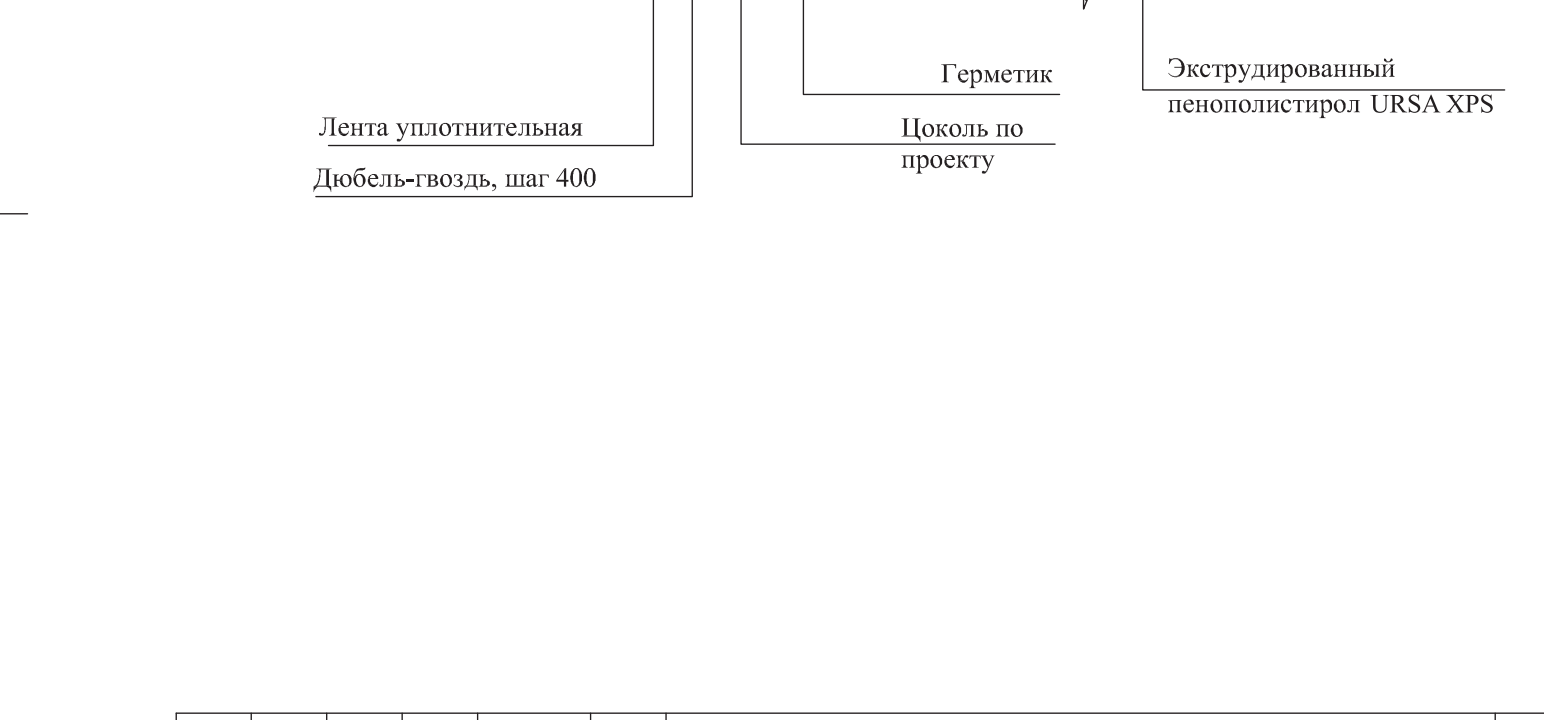 Герметик
Экструдированный
пенополистирол URSA XPS
Лента уплотнительная
Цоколь по
проекту
Дюбель-гвоздь, шаг 400